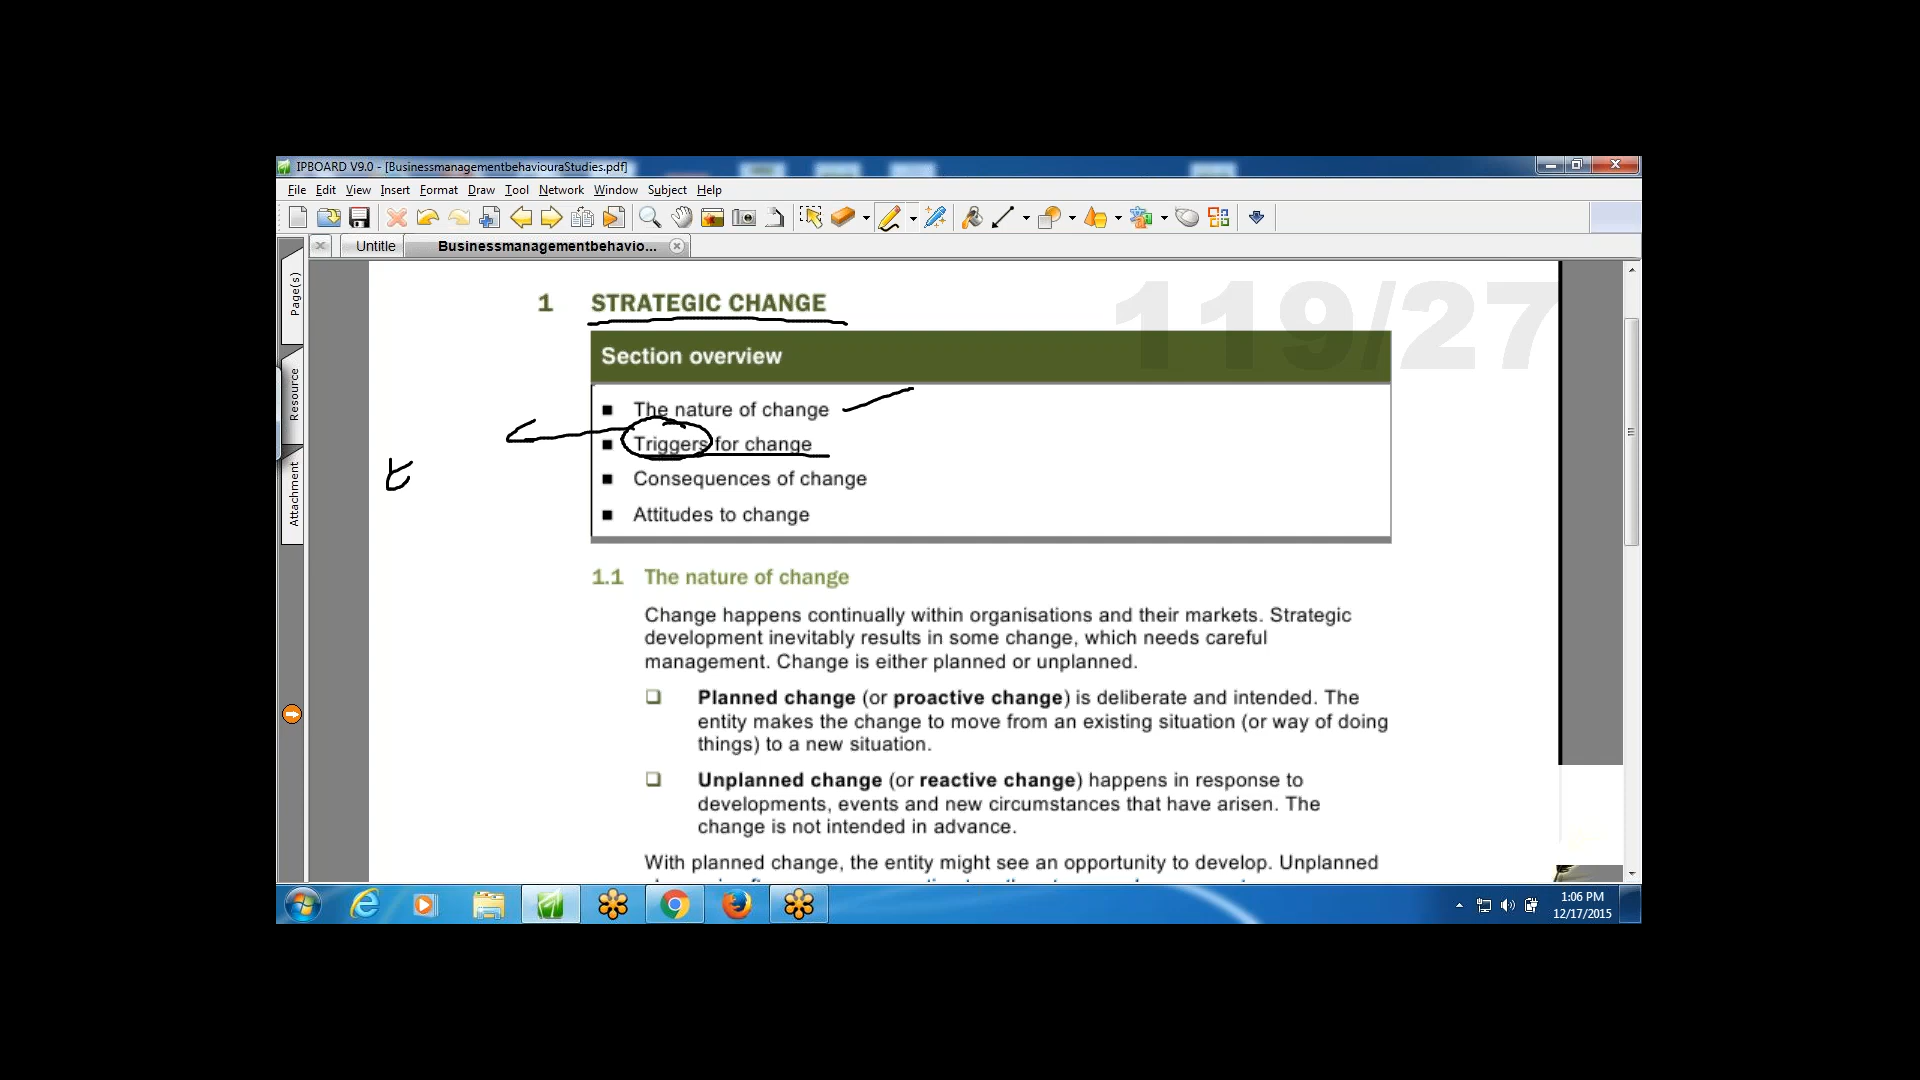 IPBOARD V9.0 - [BusinessmanagementbehaviouraStudies.pdf]
File Edit View Insert Format Draw Tool Network Window Subject Help
Untitle Businessmanagementbehavio...
Page(s)
Resource
Attachment
119/27
1 STRATEGIC CHANGE
Section overview
■ The nature of change
■ Triggers for change
t
■ Consequences of change
■ Attitudes to change
1.1 The nature of change
Change happens continually within organisations and their markets. Strategic
development inevitably results in some change, which needs careful
management. Change is either planned or unplanned.
❑ Planned change (or proactive change) is deliberate and intended. The
entity makes the change to move from an existing situation (or way of doing
things) to a new situation.
❑ Unplanned change (or reactive change) happens in response to
developments, events and new circumstances that have arisen. The
change is not intended in advance.
With planned change, the entity might see an opportunity to develop. Unplanned
1:06 PM
12/17/2015